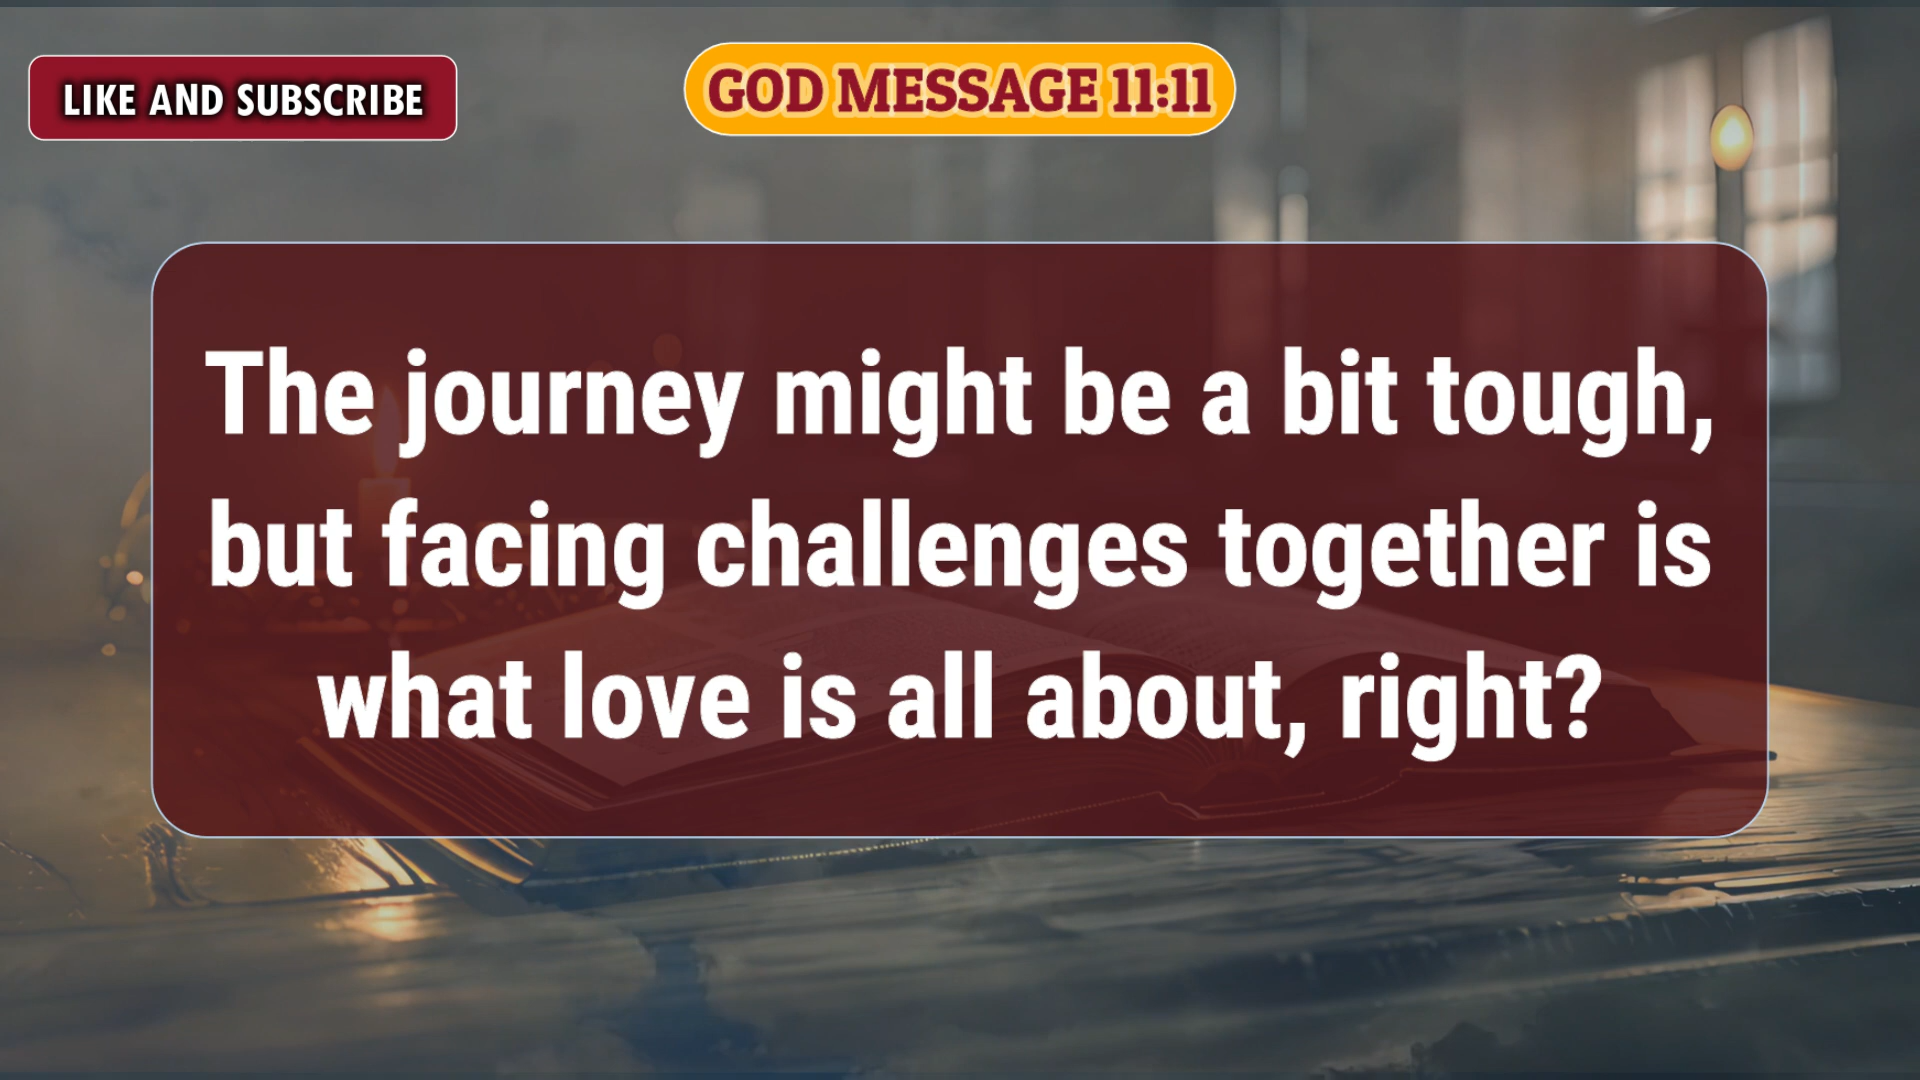 LIKE AND SUBSCRIBE
GOD MESSAGE 11:11
The journey might be a bit tough,
but facing challenges together is
what love is all about, right?